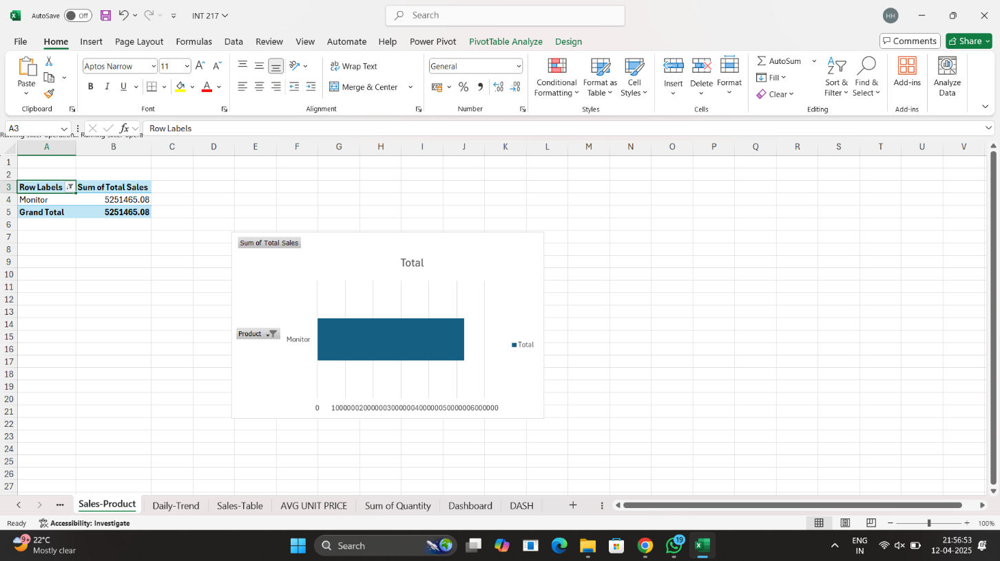 AutoSave Off INT 217 Search HH
File Home Insert Page Layout Formulas Data Review View Automate Help Power Pivot PivotTable Analyze Design Comments Share
Paste
Clipboard
Aptos Narrow 11
B I U
Font
Wrap Text
Merge & Center
Alignment
General
Number
Conditional Formatting
Format as Table
Cell Styles
Styles
Insert Delete Format
Cells
AutoSum
Fill
Clear
Sort & Filter
Find & Select
Editing
Add-ins
Add-ins
Analyze Data
A3 fx Row Labels
A B C D E F G H I J K L M N O P Q R S T U V
1
2
3 Row Labels Sum of Total Sales
4 Monitor 5251465.08
5 Grand Total 5251465.08
6
7
8
9
10
11
12
13
14
15
16
17
18
19
20
21
22
23
24
25
26
27
Sum of Total Sales
Total
Product
Monitor
Total
0 1000000 2000000 3000000 4000000 5000000 6000000
Sales-Product Daily-Trend Sales-Table AVG UNIT PRICE Sum of Quantity Dashboard DASH
Ready Accessibility: Investigate 100%
9+ 22°C
Mostly clear
Search
19
ENG
IN
21:56:53
12-04-2025